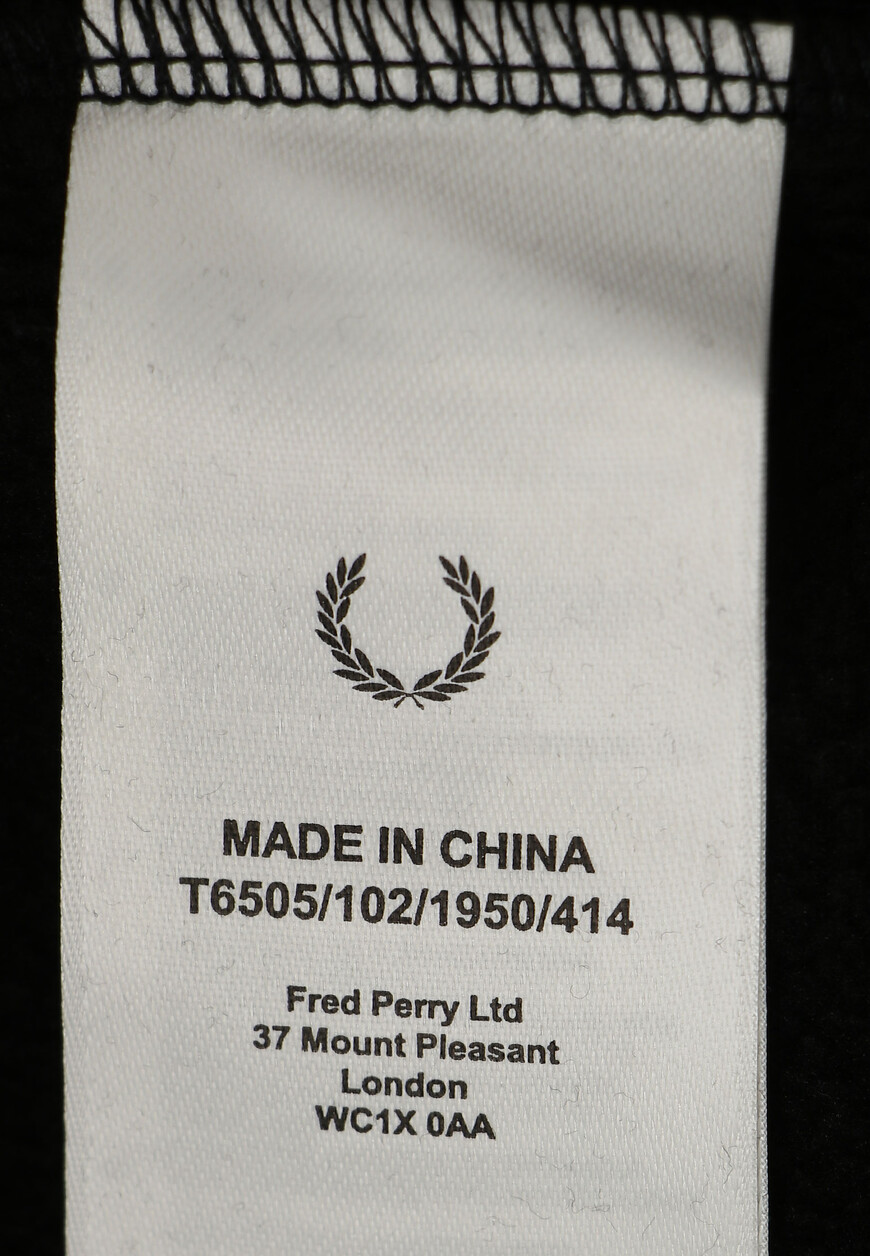 MADE IN CHINA
T6505/102/1950/414
Fred Perry Ltd
37 Mount Pleasant
London
WC1X 0AA